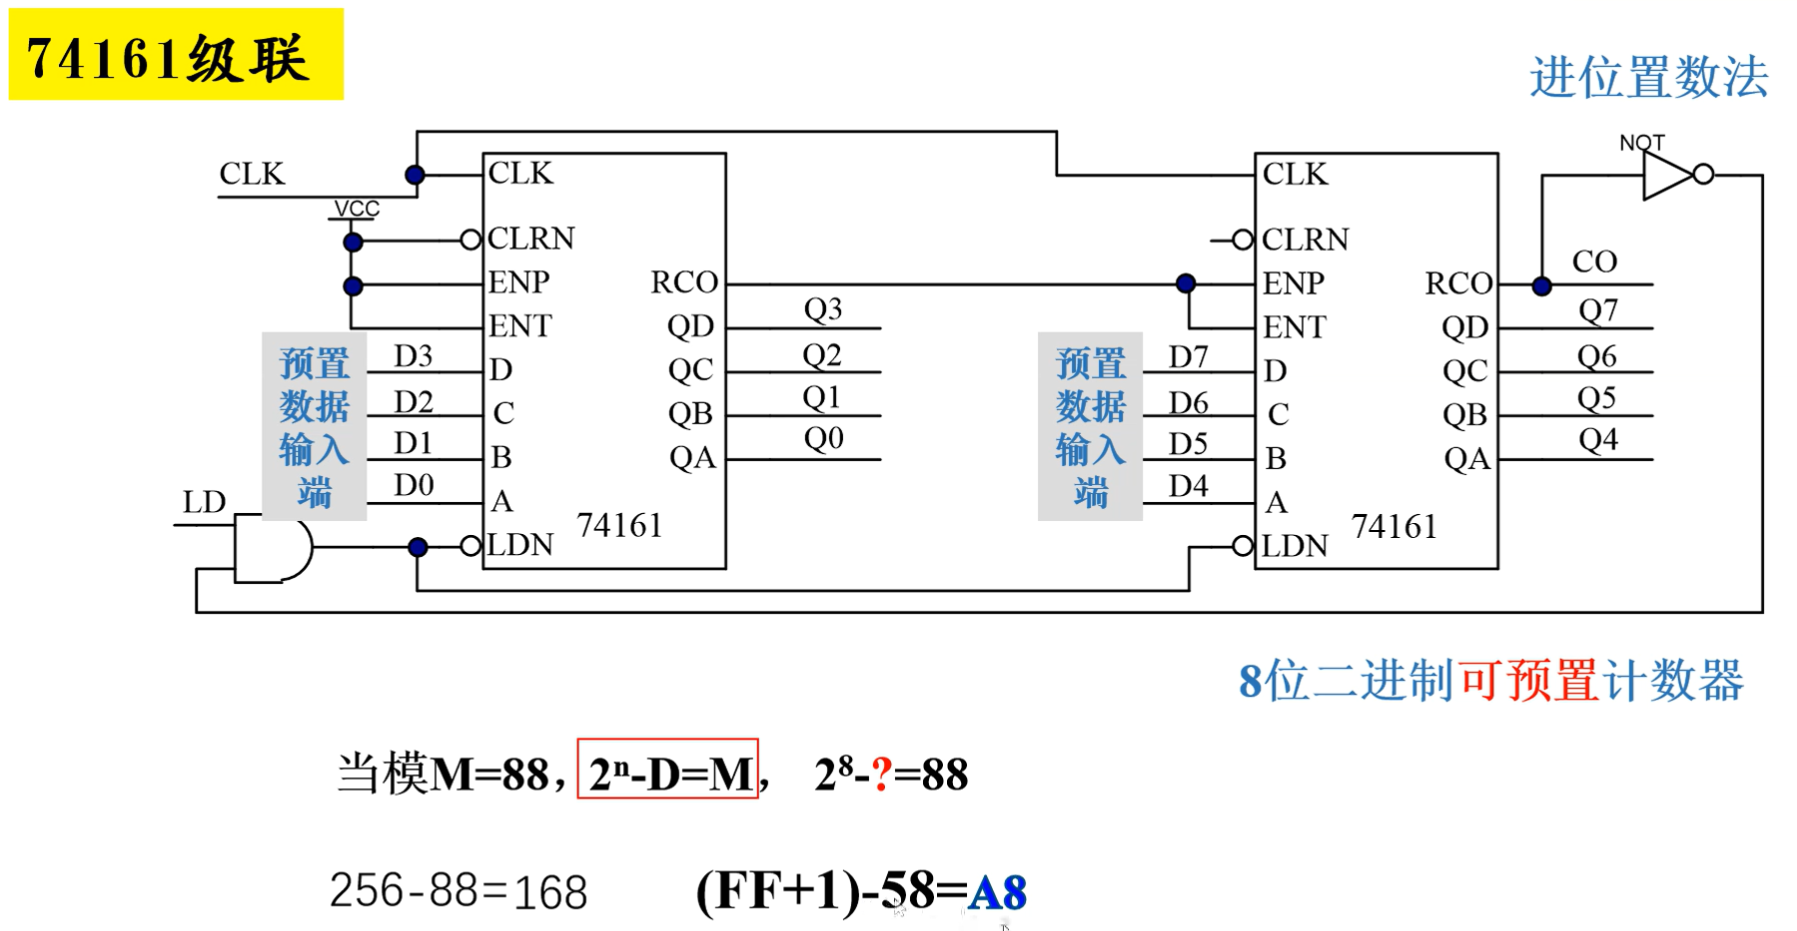 74161级联
进位置数法
NOT
CLK
CLK
CLK
VCC
CLRN
CLRN
ENP
RCO
ENP
RCO
CO
ENT
QD
Q3
ENT
QD
Q7
预置
数据
输入
端
D3
D
QC
Q2
预置
数据
输入
端
D7
D
QC
Q6
D2
C
QB
Q1
D6
C
QB
Q5
D1
B
QA
Q0
D5
B
QA
Q4
D0
A
D4
A
LD
74161
74161
LDN
LDN
8位二进制可预置计数器
当模M=88，2ⁿ-D=M， 2⁸-?=88
256-88=168 (FF+1)-58=A8